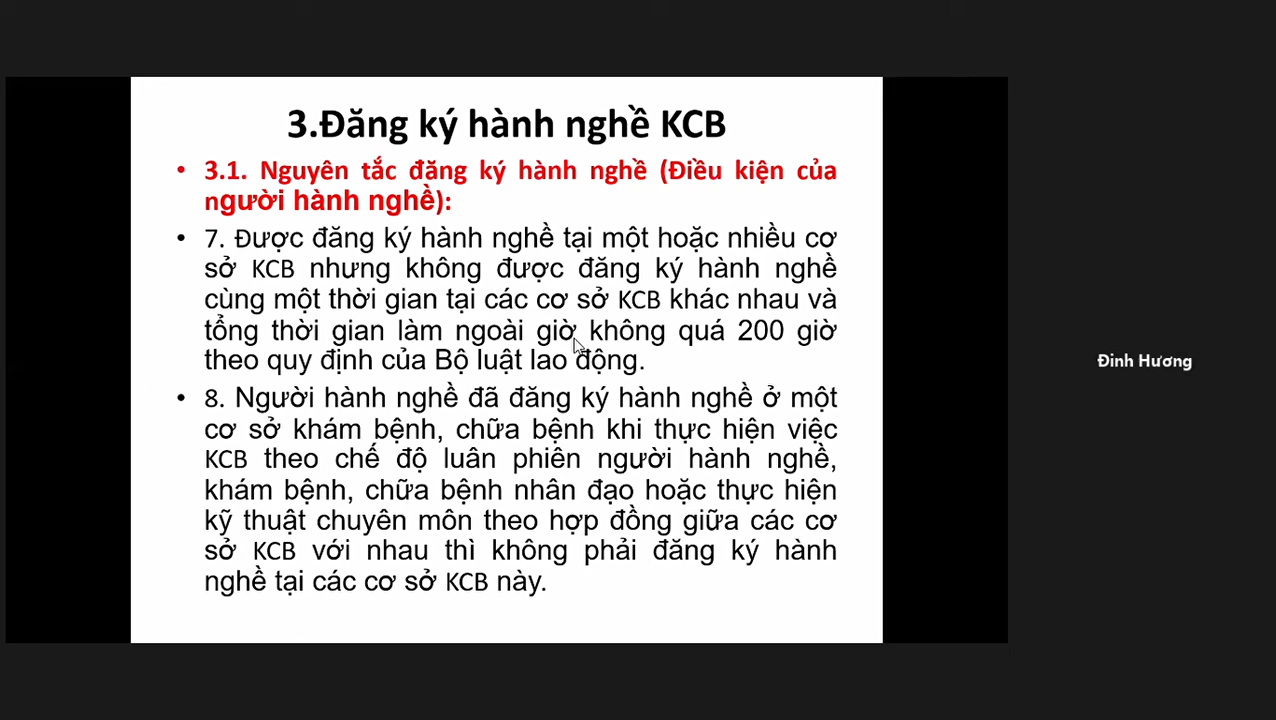 3.Đăng ký hành nghề KCB
• 3.1. Nguyên tắc đăng ký hành nghề (Điều kiện của
người hành nghề):
• 7. Được đăng ký hành nghề tại một hoặc nhiều cơ
sở KCB nhưng không được đăng ký hành nghề
cùng một thời gian tại các cơ sở KCB khác nhau và
tổng thời gian làm ngoài giờ không quá 200 giờ
theo quy định của Bộ luật lao động.
• 8. Người hành nghề đã đăng ký hành nghề ở một
cơ sở khám bệnh, chữa bệnh khi thực hiện việc
KCB theo chế độ luân phiên người hành nghề,
khám bệnh, chữa bệnh nhân đạo hoặc thực hiện
kỹ thuật chuyên môn theo hợp đồng giữa các cơ
sở KCB với nhau thì không phải đăng ký hành
nghề tại các cơ sở KCB này.
Đinh Hương